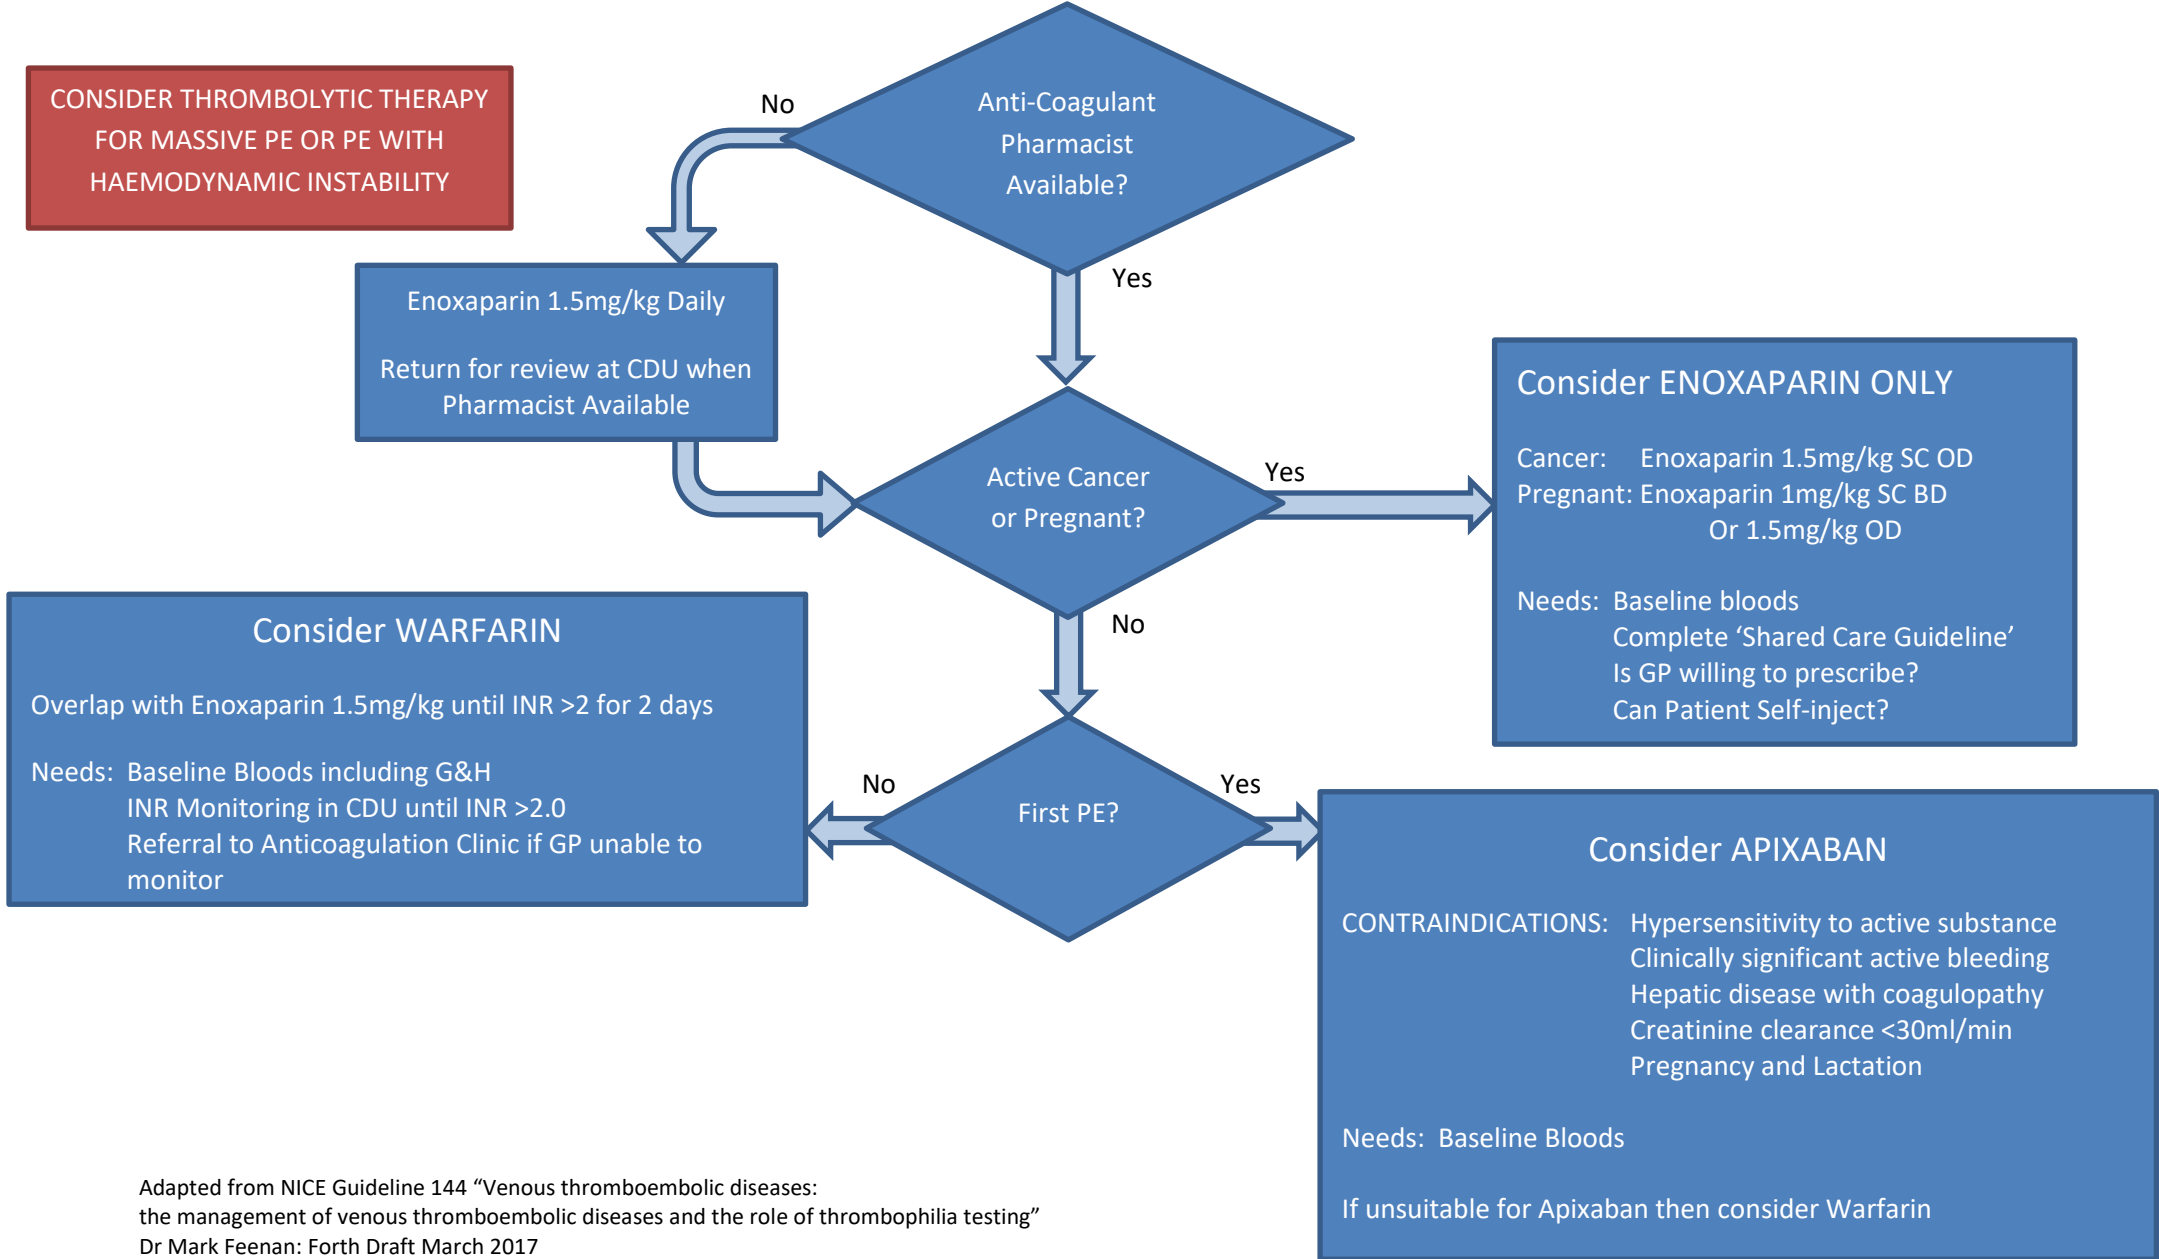 CONSIDER THROMBOLYTIC THERAPY
FOR MASSIVE PE OR PE WITH
HAEMODYNAMIC INSTABILITY
Anti-Coagulant
Pharmacist
Available?
No
Yes
Enoxaparin 1.5mg/kg Daily
Return for review at CDU when
Pharmacist Available
Active Cancer
or Pregnant?
Yes
No
Consider ENOXAPARIN ONLY
Cancer: Enoxaparin 1.5mg/kg SC OD
Pregnant: Enoxaparin 1mg/kg SC BD
Or 1.5mg/kg OD
Needs: Baseline bloods
Complete ‘Shared Care Guideline’
Is GP willing to prescribe?
Can Patient Self-inject?
Consider WARFARIN
Overlap with Enoxaparin 1.5mg/kg until INR >2 for 2 days
Needs: Baseline Bloods including G&H
INR Monitoring in CDU until INR >2.0
Referral to Anticoagulation Clinic if GP unable to
monitor
First PE?
No
Yes
Consider APIXABAN
CONTRAINDICATIONS: Hypersensitivity to active substance
Clinically significant active bleeding
Hepatic disease with coagulopathy
Creatinine clearance <30ml/min
Pregnancy and Lactation
Needs: Baseline Bloods
If unsuitable for Apixaban then consider Warfarin
Adapted from NICE Guideline 144 “Venous thromboembolic diseases:
the management of venous thromboembolic diseases and the role of thrombophilia testing”
Dr Mark Feenan: Forth Draft March 2017